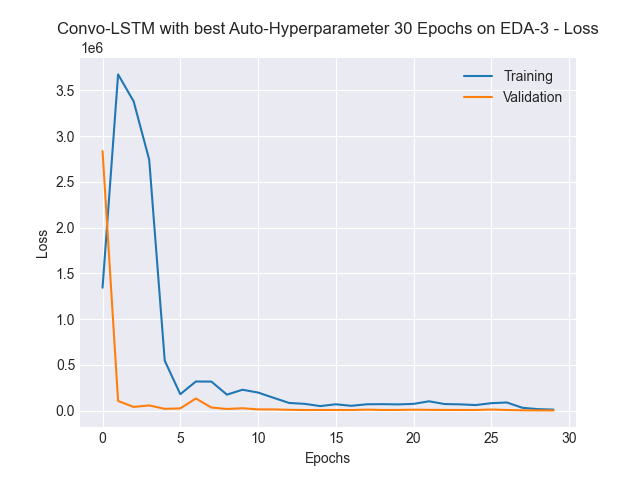 Convo-LSTM with best Auto-Hyperparameter 30 Epochs on EDA-3 - Loss
1e6
Training
Validation
3.5
3.0
2.5
2.0
1.5
1.0
0.5
0.0
Loss
0 5 10 15 20 25 30
Epochs